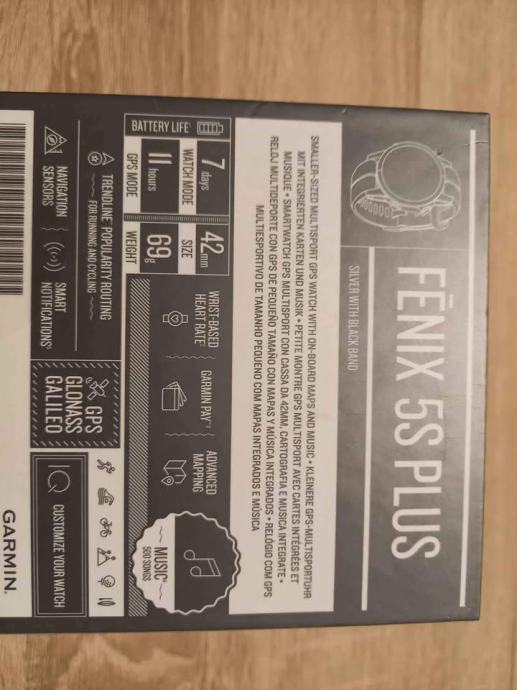 FĒNIX 5S PLUS
SILVER WITH BLACK BAND
SMALLER-SIZED MULTISPORT GPS WATCH WITH ON-BOARD MAPS AND MUSIC • KLEINERE GPS-MULTISPORTUHR
MIT INTEGRIERTEN KARTEN UND MUSIK • PETITE MONTRE GPS MULTISPORT AVEC CARTES INTÉGRÉES ET
MUSIQUE • SMARTWATCH GPS MULTISPORT CON CASSA DA 42MM, CARTOGRAFIA E MUSICA INTEGRATE •
RELOJ MULTIDEPORTE CON GPS DE PEQUEÑO TAMAÑO CON MAPAS Y MÚSICA INTEGRADOS • RELÓGIO COM GPS
MULTIESPORTIVO DE TAMANHO PEQUENO COM MAPAS INTEGRADOS E MÚSICA
BATTERY LIFE
7 days
WATCH MODE
11 hours
GPS MODE
42mm
SIZE
69g
WEIGHT
WRIST-BASED
HEART RATE
GARMIN PAY
ADVANCED
MAPPING
MUSIC
500 SONGS
TRENDLINE POPULARITY ROUTING
FOR RUNNING AND CYCLING
NAVIGATION
SENSORS
SMART
NOTIFICATIONS
GPS
GLONASS
GALILEO
IQ CUSTOMIZE YOUR WATCH
GARMIN.